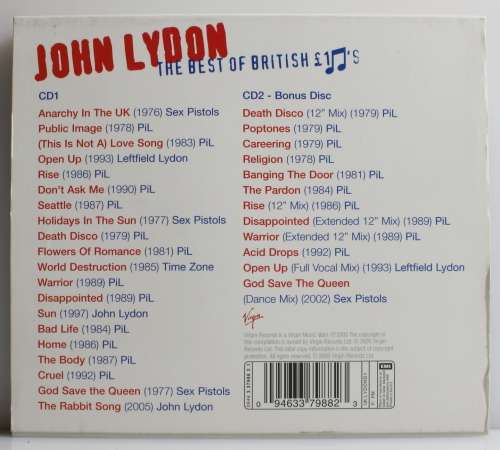 JOHN LYDON
THE BEST OF BRITISH £1♫'S
CD1
Anarchy In The UK (1976) Sex Pistols
Public Image (1978) PiL
(This Is Not A) Love Song (1983) PiL
Open Up (1993) Leftfield Lydon
Rise (1986) PiL
Don't Ask Me (1990) PiL
Seattle (1987) PiL
Holidays In The Sun (1977) Sex Pistols
Death Disco (1979) PiL
Flowers Of Romance (1981) PiL
World Destruction (1985) Time Zone
Warrior (1989) PiL
Disappointed (1989) PiL
Sun (1997) John Lydon
Bad Life (1984) PiL
Home (1986) PiL
The Body (1987) PiL
Cruel (1992) PiL
God Save the Queen (1977) Sex Pistols
The Rabbit Song (2005) John Lydon
CD2 - Bonus Disc
Death Disco (12" Mix) (1979) PiL
Poptones (1979) PiL
Careering (1979) PiL
Religion (1978) PiL
Banging The Door (1981) PiL
The Pardon (1984) PiL
Rise (12" Mix) (1986) PiL
Disappointed (Extended 12" Mix) (1989) PiL
Warrior (Extended 12" Mix) (1989) PiL
Acid Drops (1992) PiL
Open Up (Full Vocal Mix) (1993) Leftfield Lydon
God Save The Queen
(Dance Mix) (2002) Sex Pistols
Virgin
EMI
0 94633 79882 3